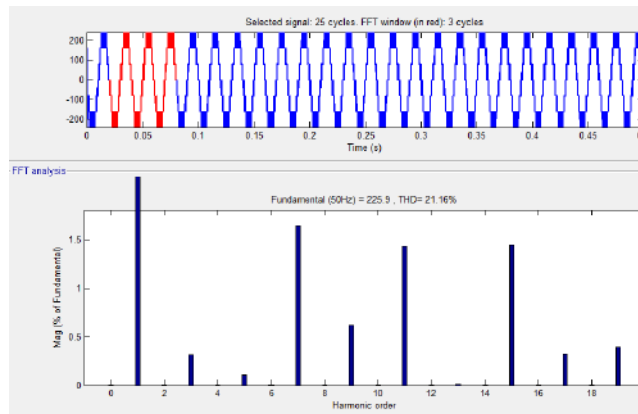 Selected signal: 25 cycles. FFT window (in red): 3 cycles
200
100
0
-100
-200
0 0.05 0.1 0.15 0.2 0.25 0.3 0.35 0.4 0.45
Time (s)
FFT analysis
Fundamental (50Hz) = 225.9 , THD= 21.16%
Mag (% of Fundamental)
1.5
1
0.5
0
0 2 4 6 8 10 12 14 16 18
Harmonic order